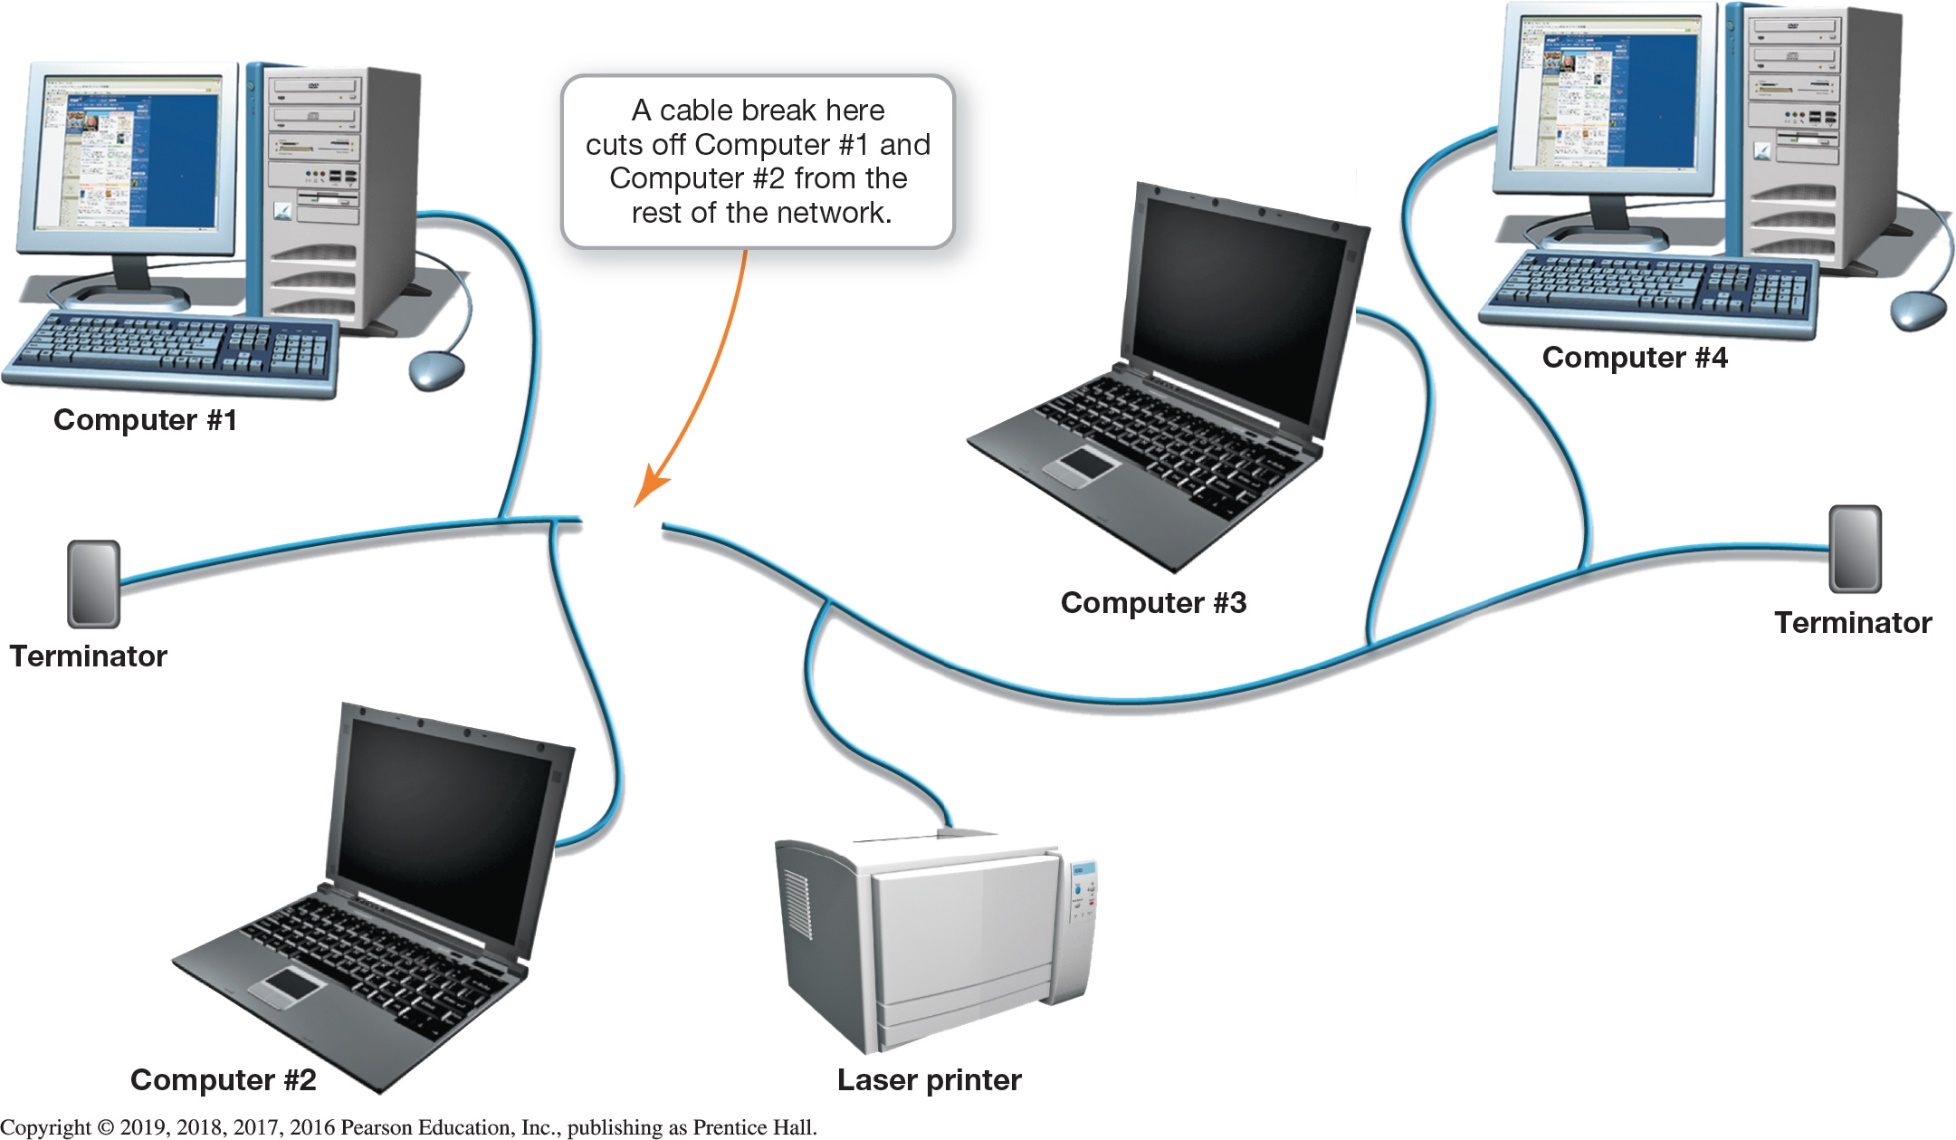 A cable break here
cuts off Computer #1 and
Computer #2 from the
rest of the network.
Computer #4
Computer #1
Computer #3
Terminator
Terminator
Computer #2
Laser printer
Copyright © 2019, 2018, 2017, 2016 Pearson Education, Inc., publishing as Prentice Hall.